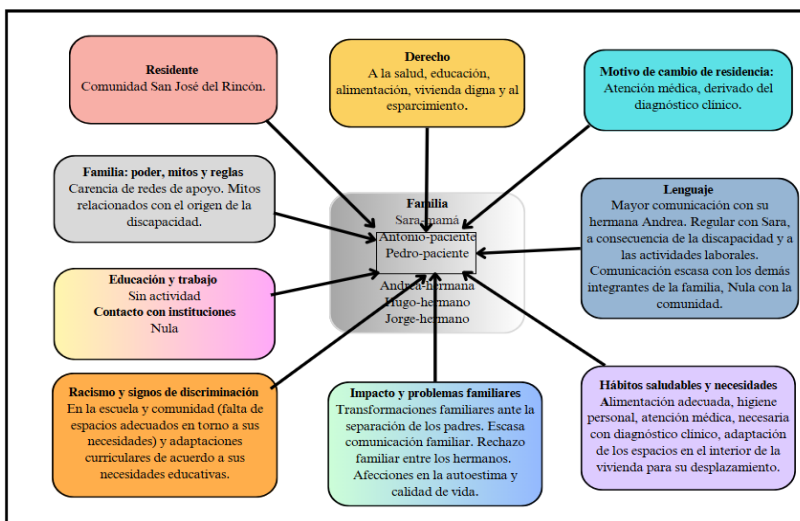 Residente
Comunidad San José del Rincón.
Derecho
A la salud, educación,
alimentación, vivienda digna y al
esparcimiento.
Motivo de cambio de residencia:
Atención médica, derivado del
diagnóstico clínico.
Familia: poder, mitos y reglas
Carencia de redes de apoyo. Mitos
relacionados con el origen de la
discapacidad.
Familia
Sara-mamá
Antonio-paciente
Pedro-paciente
Andrea-hermana
Hugo-hermano
Jorge-hermano
Lenguaje
Mayor comunicación con su
hermana Andrea. Regular con Sara,
a consecuencia de la discapacidad y a
las actividades laborales.
Comunicación escasa con los demás
integrantes de la familia, Nula con la
comunidad.
Educación y trabajo
Sin actividad
Contacto con instituciones
Nula
Racismo y signos de discriminación
En la escuela y comunidad (falta de
espacios adecuados en torno a sus
necesidades) y adaptaciones
curriculares de acuerdo a sus
necesidades educativas.
Impacto y problemas familiares
Transformaciones familiares ante la
separación de los padres. Escasa
comunicación familiar. Rechazo
familiar entre los hermanos.
Afecciones en la autoestima y
calidad de vida.
Hábitos saludables y necesidades
Alimentación adecuada, higiene
personal, atención médica, necesaria
con diagnóstico clínico, adaptación
de los espacios en el interior de la
vivienda para su desplazamiento.